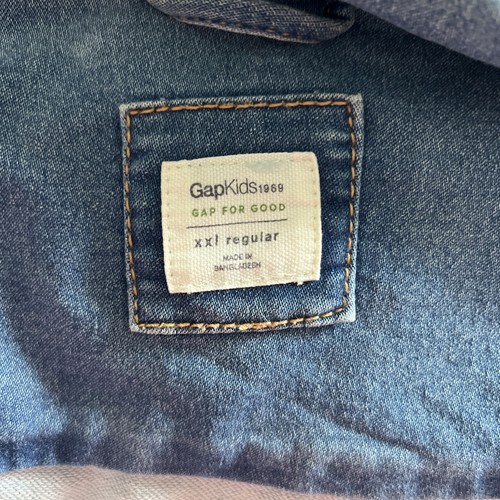 GapKids1969
GAP FOR GOOD
xxl regular
MADE IN
BANGLADESH